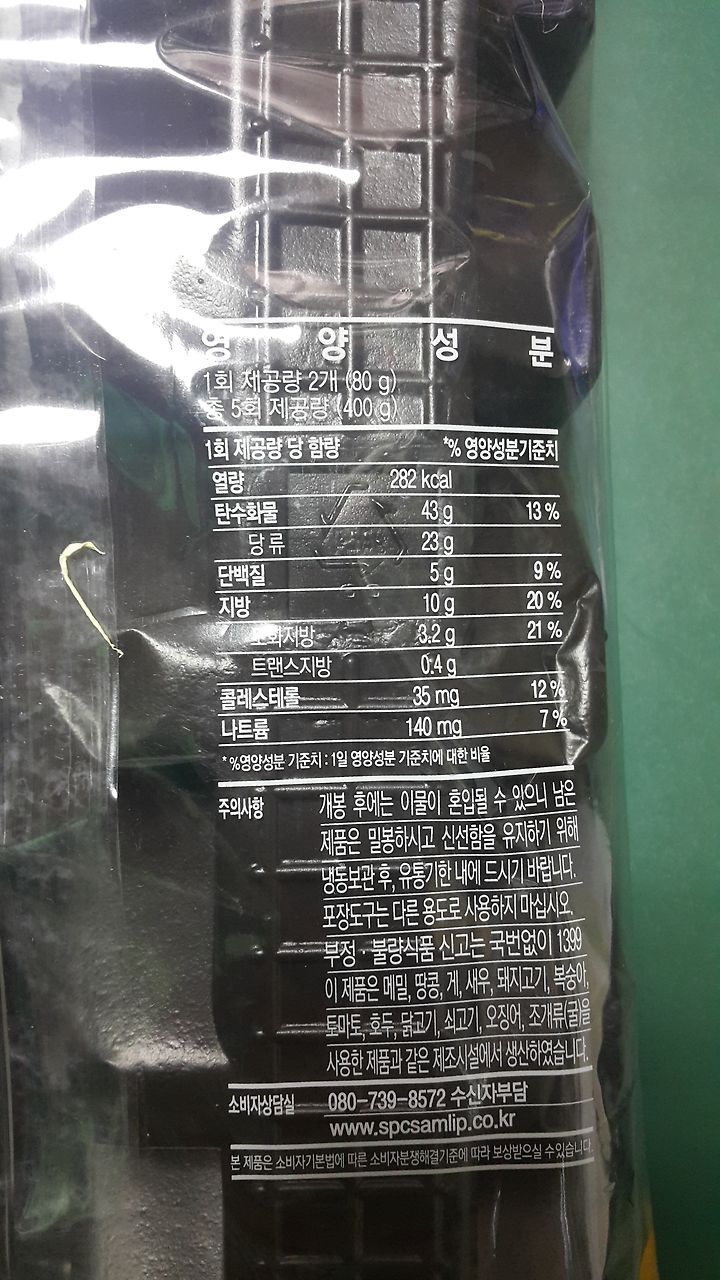 영 양 성 분
1회 제공량 2개 (80 g)
총 5회 제공량 (400 g)
1회 제공량 당 함량 *% 영양성분기준치
열량 282 kcal
탄수화물 43 g 13 %
당류 23 g
단백질 5 g 9 %
지방 10 g 20 %
포화지방 3.2 g 21 %
트랜스지방 0.4 g
콜레스테롤 35 mg 12 %
나트륨 140 mg 7 %
* %영양성분 기준치 : 1일 영양성분 기준치에 대한 비율
주의사항 개봉 후에는 이물이 혼입될 수 있으니 남은
제품은 밀봉하시고 신선함을 유지하기 위해
냉동보관 후, 유통기한 내에 드시기 바랍니다.
포장도구는 다른 용도로 사용하지 마십시오.
부정 · 불량식품 신고는 국번없이 1399
이 제품은 메밀, 땅콩, 게, 새우, 돼지고기, 복숭아,
토마토, 호두, 닭고기, 쇠고기, 오징어, 조개류(굴)을
사용한 제품과 같은 제조시설에서 생산하였습니다.
소비자상담실 080-739-8572 수신자부담
www.spcsamlip.co.kr
본 제품은 소비자기본법에 따른 소비자분쟁해결기준에 따라 보상받으실 수 있습니다.